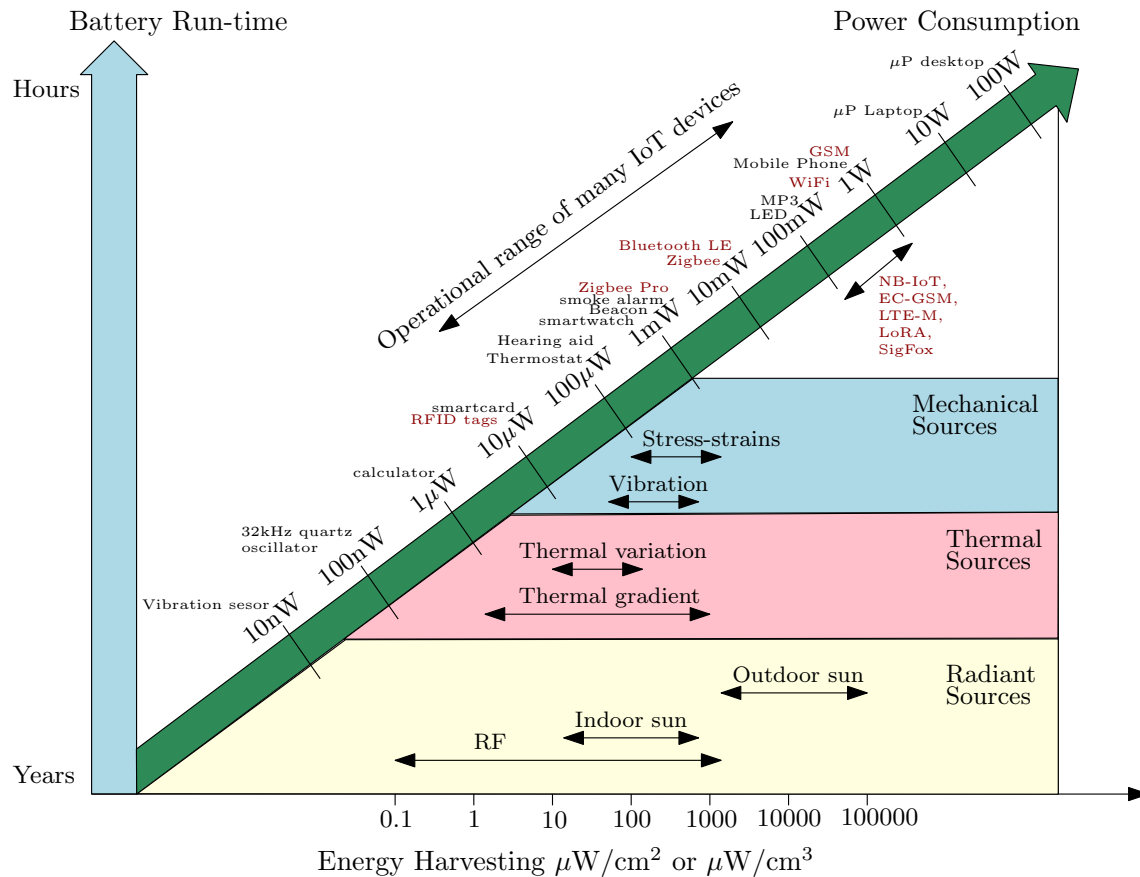 Battery Run-time
Power Consumption
Hours
Years
Operational range of many IoT devices
μP desktop
100W
μP Laptop
10W
GSM
Mobile Phone
1W
WiFi
MP3
LED
100mW
Bluetooth LE
Zigbee
10mW
Zigbee Pro
smoke alarm
Beacon
smartwatch
1mW
Hearing aid
Thermostat
100μW
smartcard
RFID tags
10μW
calculator
1μW
32kHz quartz
oscillator
100nW
Vibration sesor
10nW
NB-IoT,
EC-GSM,
LTE-M,
LoRA,
SigFox
Mechanical
Sources
Stress-strains
Vibration
Thermal
Sources
Thermal variation
Thermal gradient
Radiant
Sources
Outdoor sun
Indoor sun
RF
0.1 1 10 100 1000 10000 100000
Energy Harvesting μW/cm² or μW/cm³